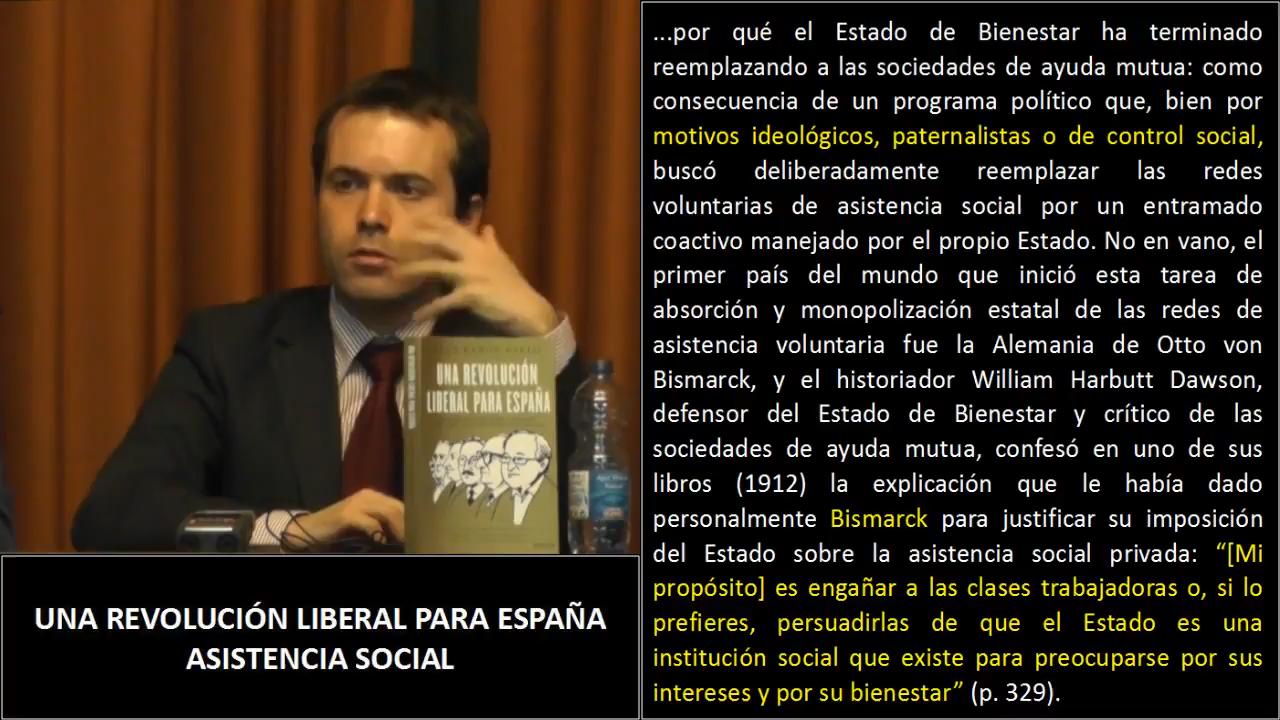 UNA REVOLUCIÓN
LIBERAL PARA ESPAÑA
UNA REVOLUCIÓN LIBERAL PARA ESPAÑA
ASISTENCIA SOCIAL
...por qué el Estado de Bienestar ha terminado
reemplazando a las sociedades de ayuda mutua: como
consecuencia de un programa político que, bien por
motivos ideológicos, paternalistas o de control social,
buscó deliberadamente reemplazar las redes
voluntarias de asistencia social por un entramado
coactivo manejado por el propio Estado. No en vano, el
primer país del mundo que inició esta tarea de
absorción y monopolización estatal de las redes de
asistencia voluntaria fue la Alemania de Otto von
Bismarck, y el historiador William Harbutt Dawson,
defensor del Estado de Bienestar y crítico de las
sociedades de ayuda mutua, confesó en uno de sus
libros (1912) la explicación que le había dado
personalmente Bismarck para justificar su imposición
del Estado sobre la asistencia social privada: “[Mi
propósito] es engañar a las clases trabajadoras o, si lo
prefieres, persuadirlas de que el Estado es una
institución social que existe para preocuparse por sus
intereses y por su bienestar” (p. 329).